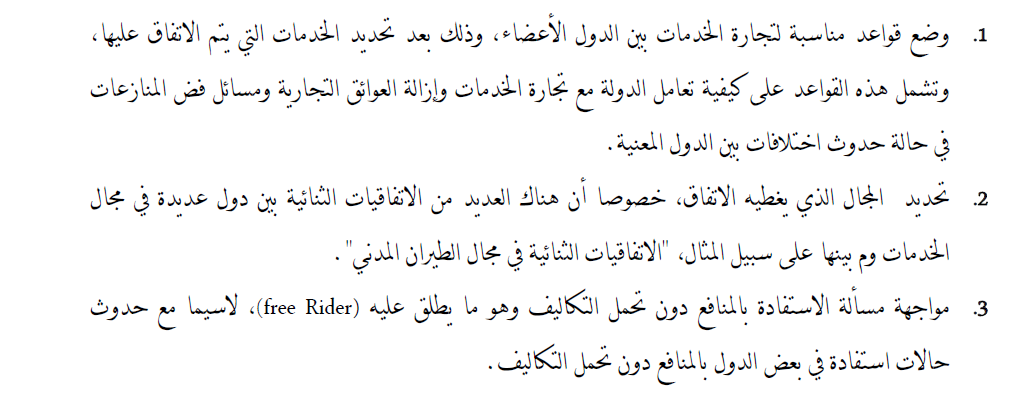 1. وضع قواعد مناسبة لتجارة الخدمات بين الدول الأعضاء، وذلك بعد تحديد الخدمات التي يتم الاتفاق عليها،
وتشمل هذه القواعد على كيفية تعامل الدولة مع تجارة الخدمات وإزالة العوائق التجارية ومسائل فض المنازعات
في حالة حدوث اختلافات بين الدول المعنية.
2. تحديد المجال الذي يغطيه الاتفاق، خصوصا أن هناك العديد من الاتفاقيات الثنائية بين دول عديدة في مجال
الخدمات وم بينها على سبيل المثال، "الاتفاقيات الثنائية في مجال الطيران المدني".
3. مواجهة مسألة الاستفادة بالمنافع دون تحمل التكاليف وهو ما يطلق عليه (free Rider)، لاسيما مع حدوث
حالات استفادة في بعض الدول بالمنافع دون تحمل التكاليف.